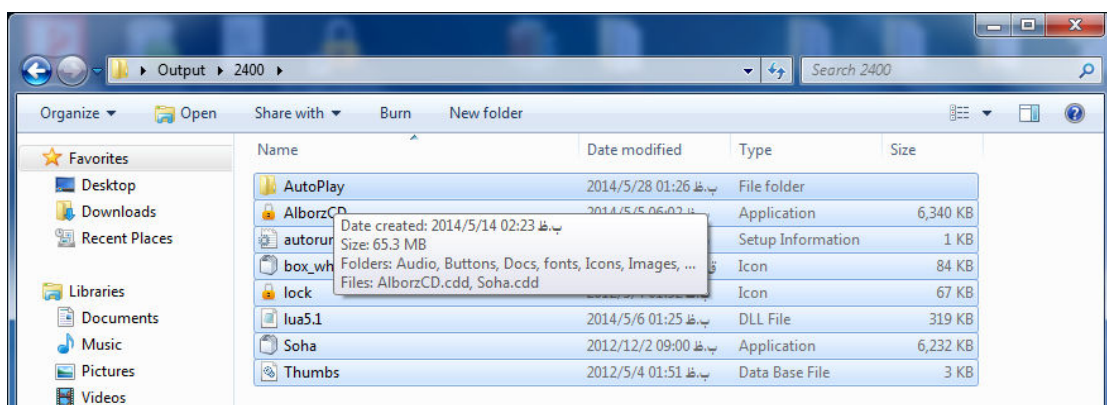 Output 2400
Search 2400
Organize Open Share with Burn New folder
Favorites
Desktop
Downloads
Recent Places
Libraries
Documents
Music
Pictures
Videos
Name Date modified Type Size
AutoPlay 2014/5/28 01:26 ب.ظ File folder
AlborzCD Application 6,340 KB
autorun Setup Information 1 KB
box_wh Icon 84 KB
lock Icon 67 KB
lua5.1 2014/5/6 01:25 ب.ظ DLL File 319 KB
Soha 2012/12/2 09:00 ب.ظ Application 6,232 KB
Thumbs 2012/5/4 01:51 ب.ظ Data Base File 3 KB
Date created: 2014/5/14 02:23 ب.ظ
Size: 65.3 MB
Folders: Audio, Buttons, Docs, fonts, Icons, Images, ...
Files: AlborzCD.cdd, Soha.cdd